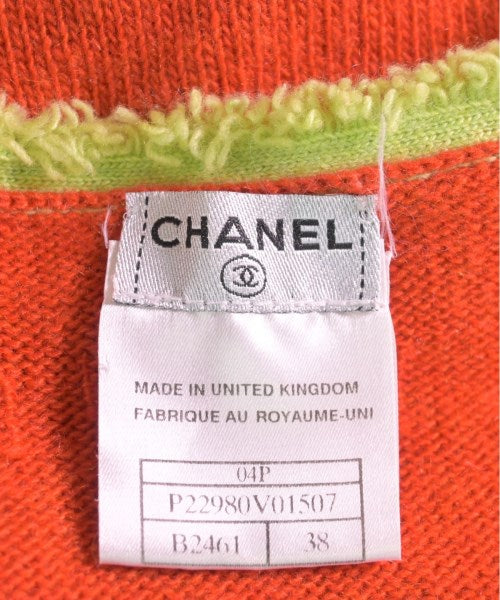 CHANEL
MADE IN UNITED KINGDOM
FABRIQUE AU ROYAUME-UNI
04P
P22980V01507
B2461 38